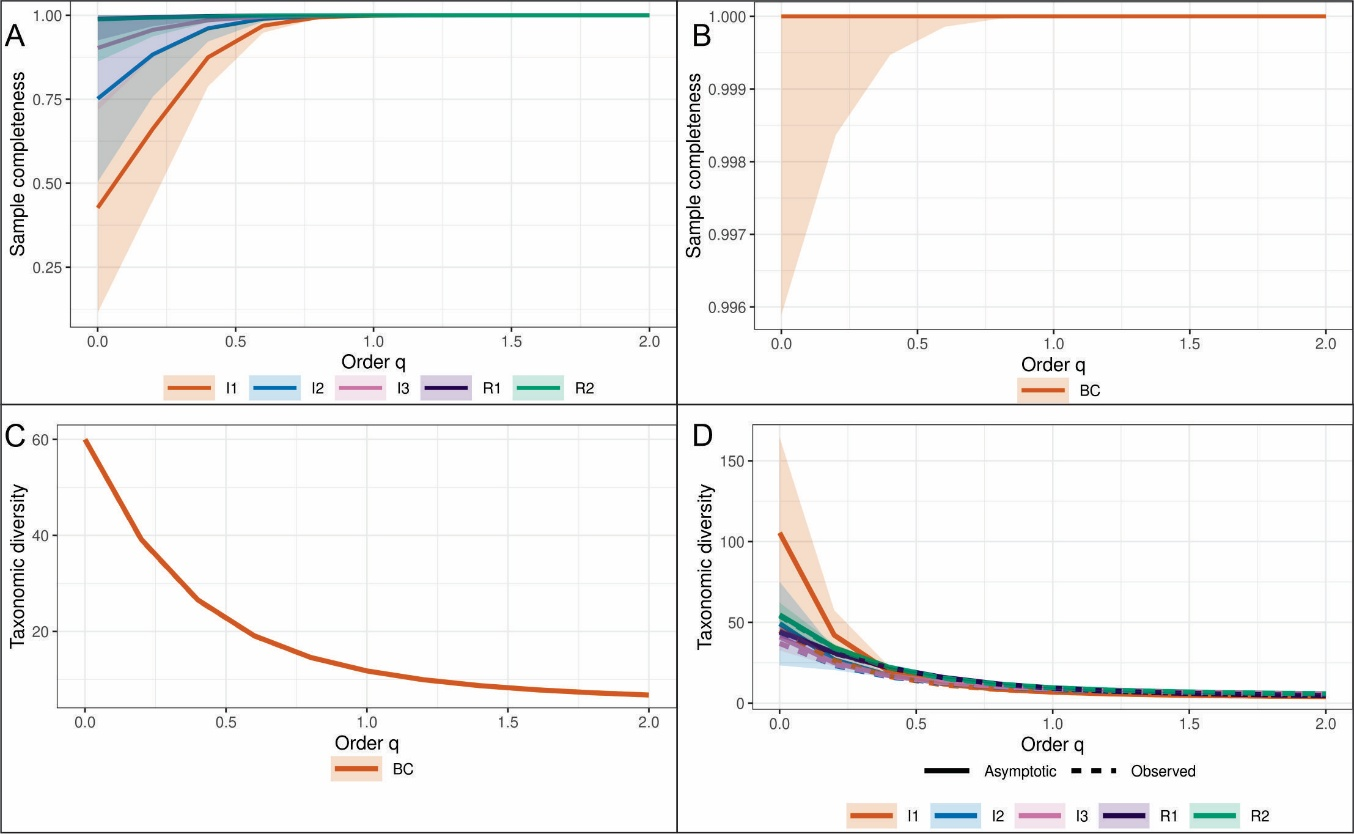 A
Sample completeness
1.00
0.75
0.50
0.25
0.0 0.5 1.0 1.5 2.0
Order q
I1 I2 I3 R1 R2
B
Sample completeness
1.000
0.999
0.998
0.997
0.996
0.0 0.5 1.0 1.5 2.0
Order q
BC
C
Taxonomic diversity
60
40
20
0.0 0.5 1.0 1.5 2.0
Order q
BC
D
Taxonomic diversity
150
100
50
0
0.0 0.5 1.0 1.5 2.0
Order q
Asymptotic Observed
I1 I2 I3 R1 R2